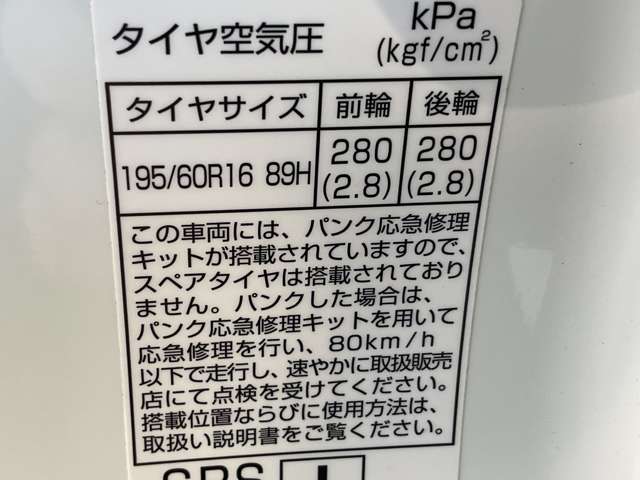 タイヤ空気圧 kPa
(kgf/cm²)
タイヤサイズ 前輪 後輪
195/60R16 89H 280 280
(2.8) (2.8)
この車両には、パンク応急修理
キットが搭載されていますので、
スペアタイヤは搭載されており
ません。パンクした場合は、
パンク応急修理キットを用いて
応急修理を行い、80km/h
以下で走行し、速やかに取扱販売
店にて点検を受けてください。
搭載位置ならびに使用方法は、
取扱い説明書をご覧ください。